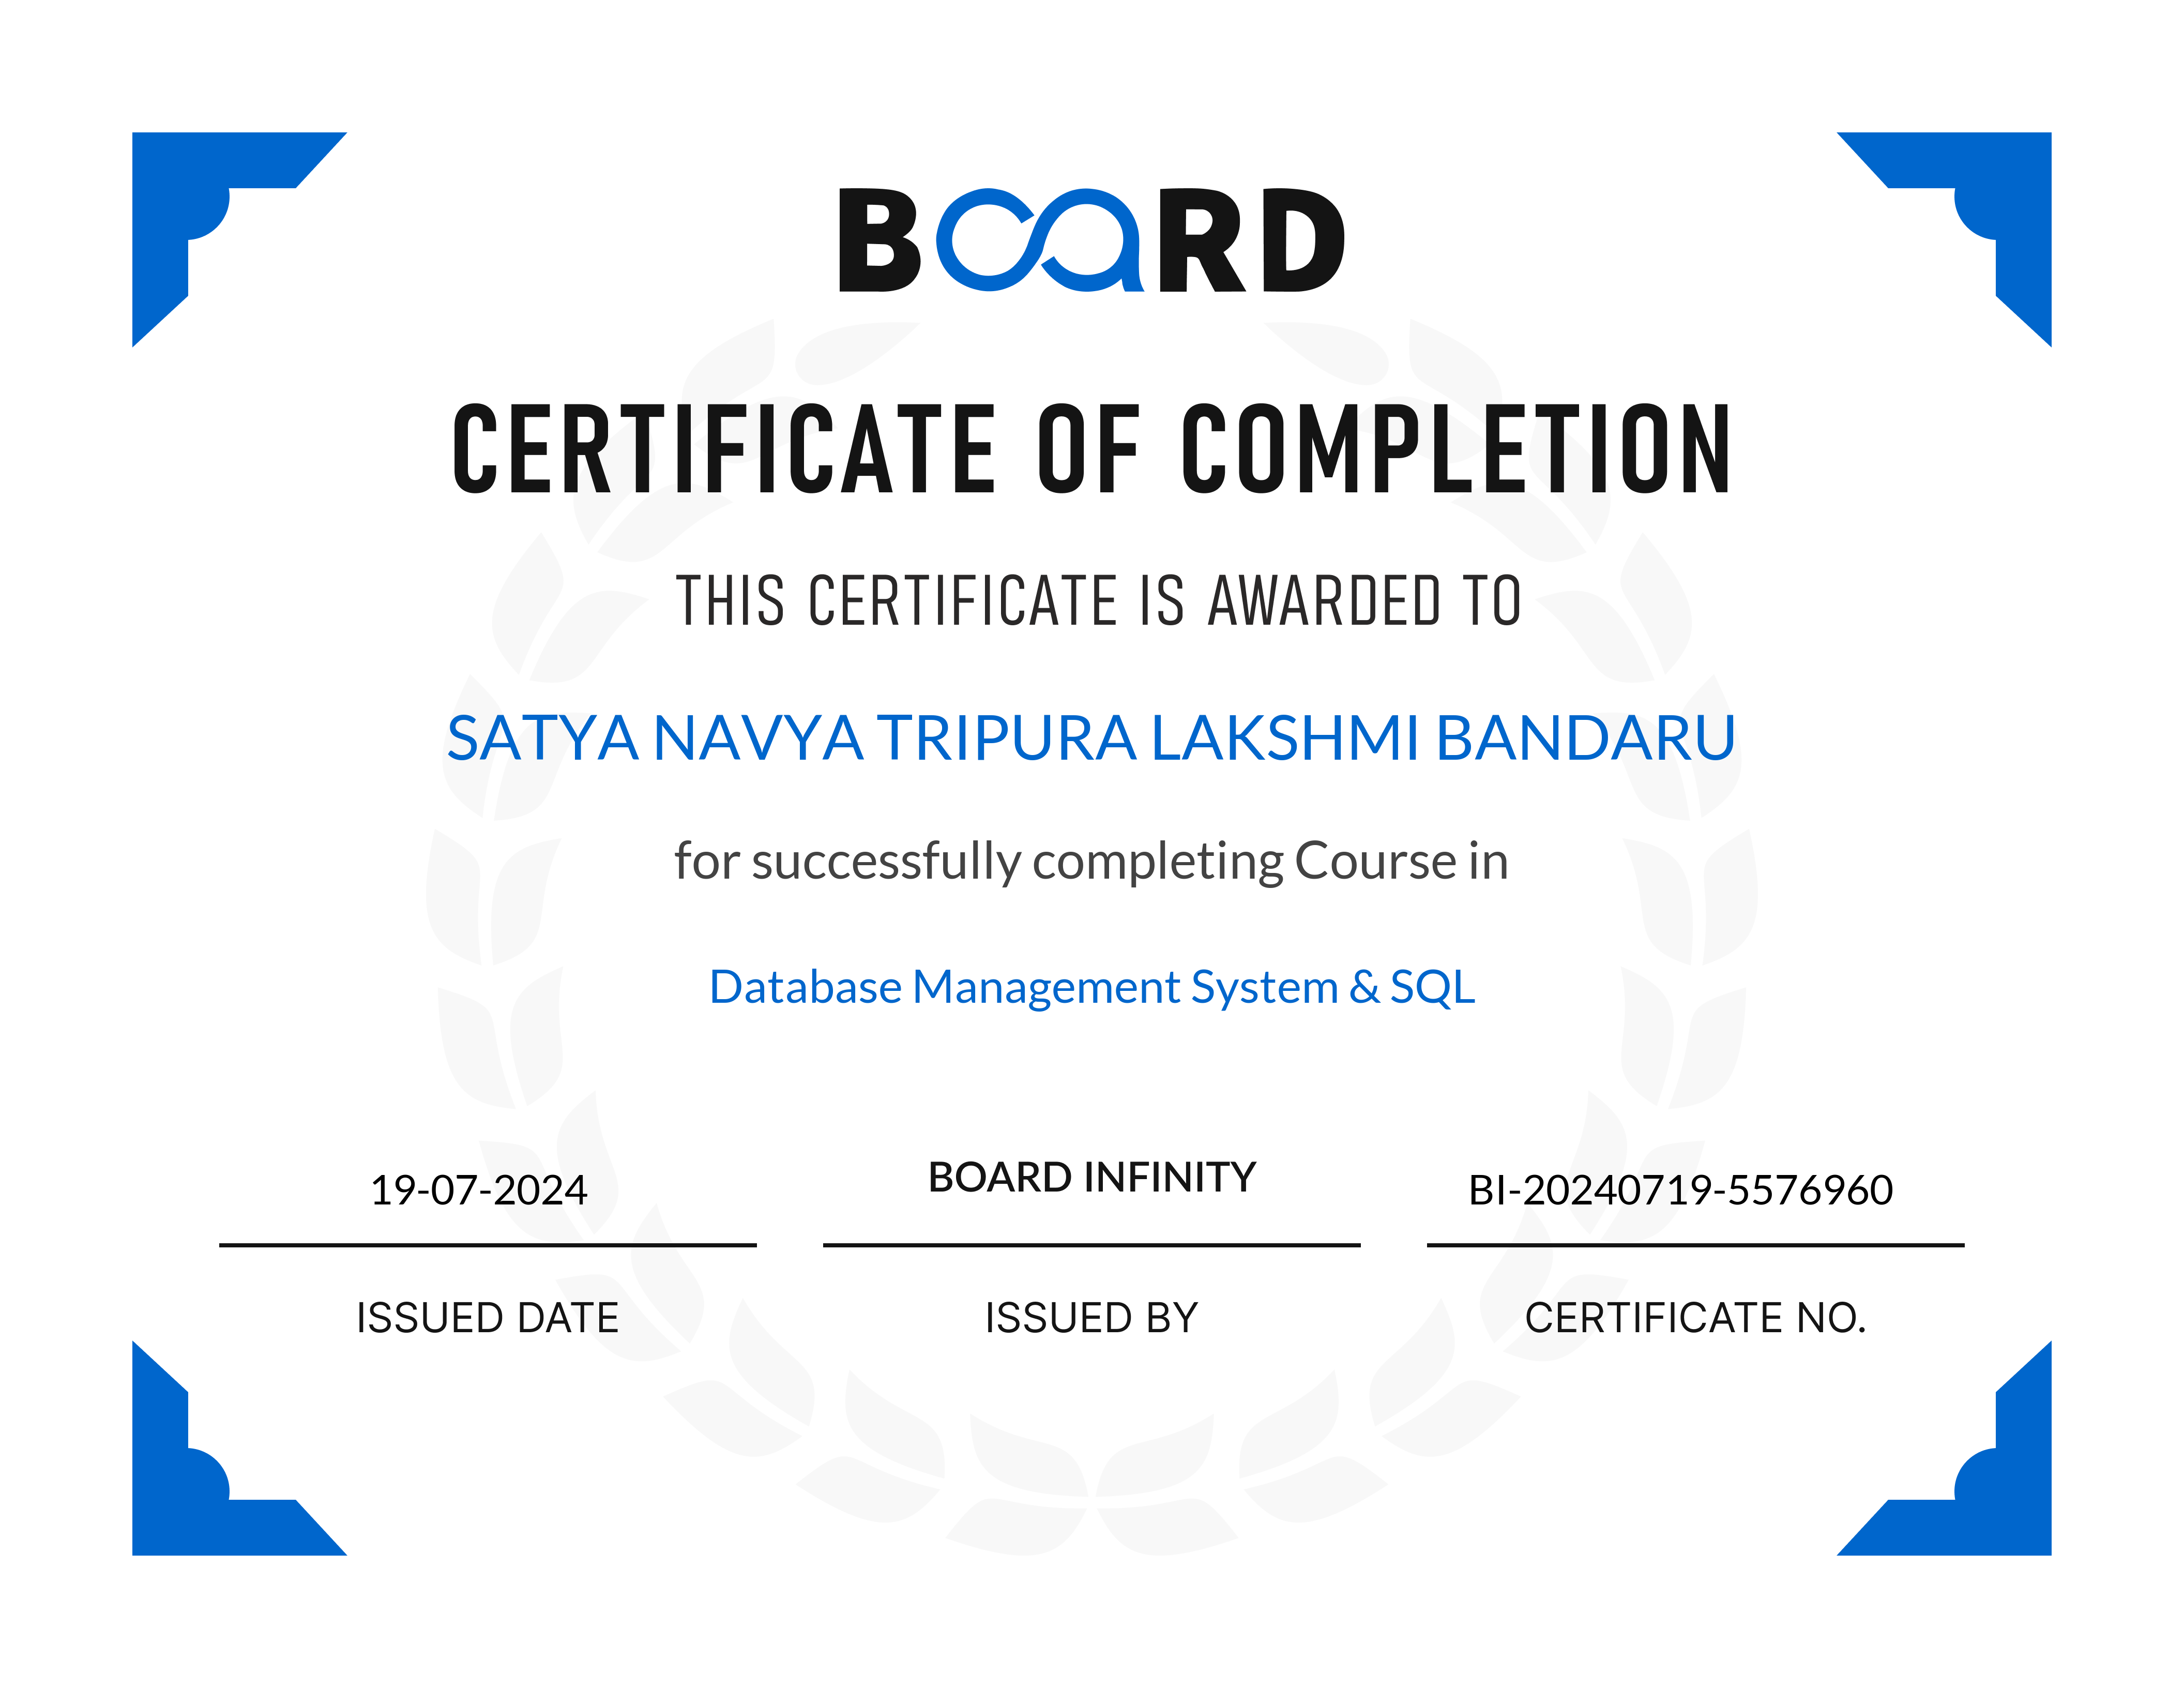 BOARD
CERTIFICATE OF COMPLETION
THIS CERTIFICATE IS AWARDED TO
SATYA NAVYA TRIPURA LAKSHMI BANDARU
for successfully completing Course in
Database Management System & SQL
19-07-2024
BOARD INFINITY
BI-20240719-5576960
ISSUED DATE
ISSUED BY
CERTIFICATE NO.